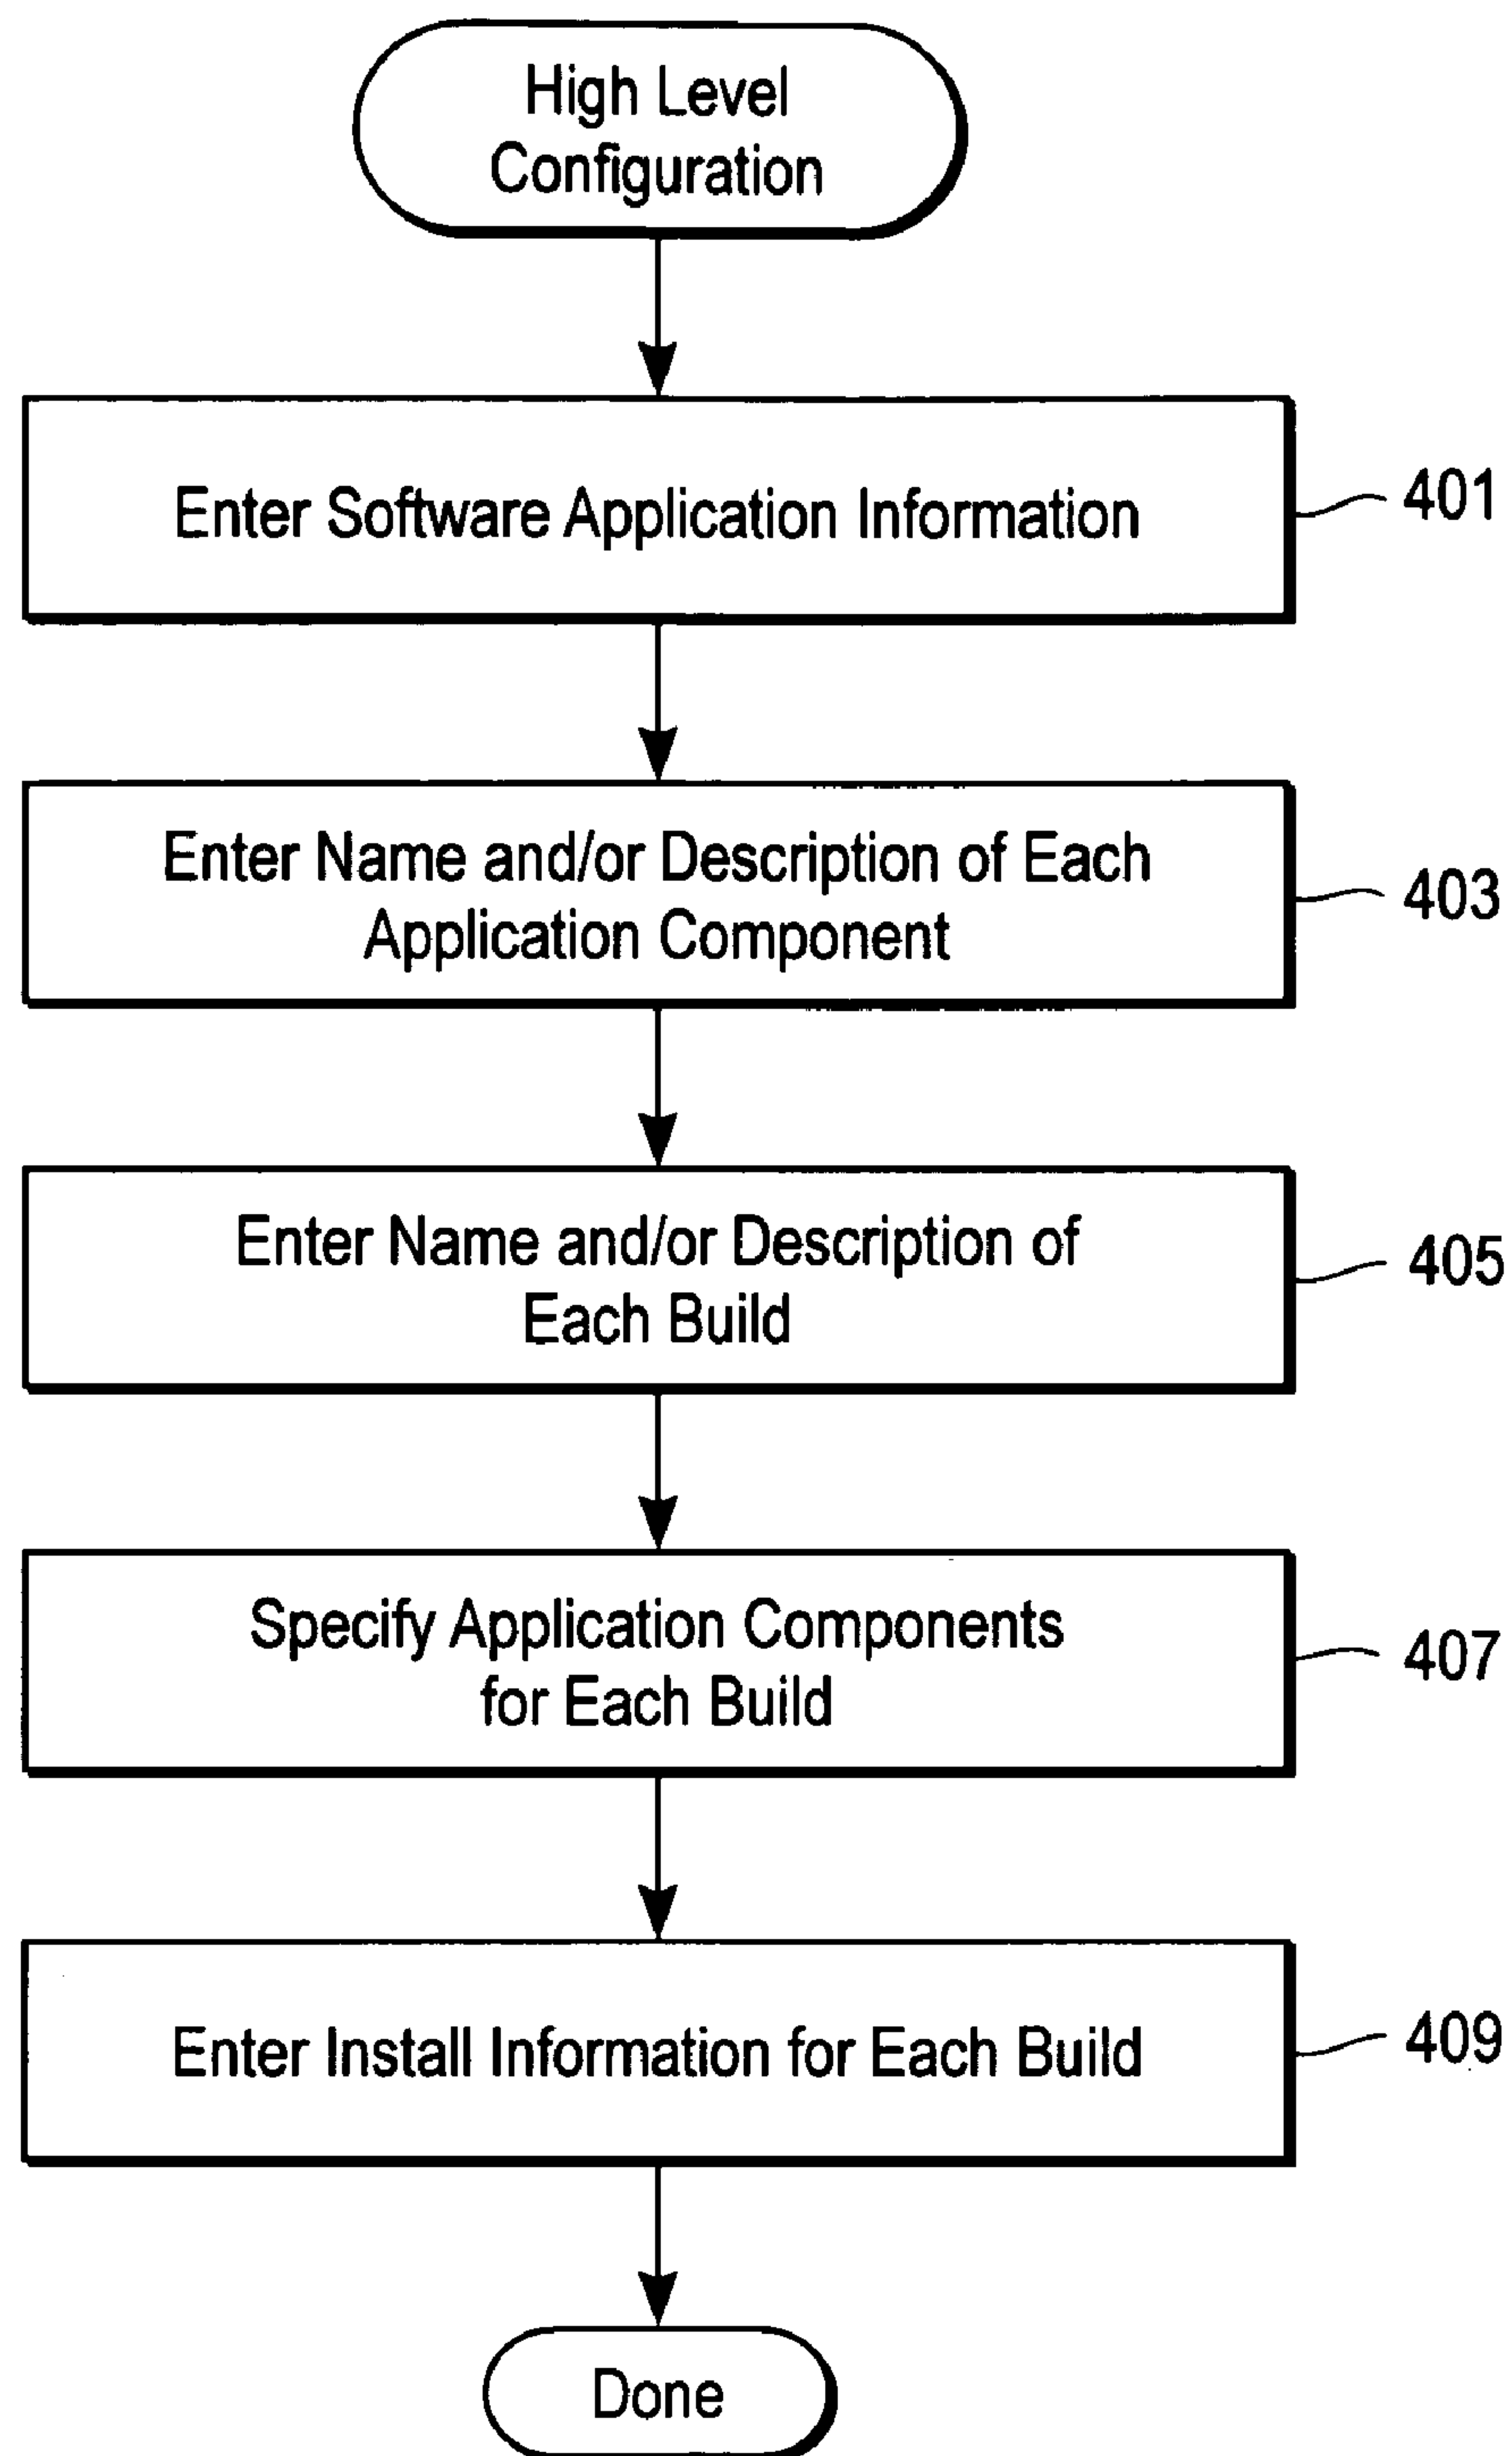 High Level
Configuration
Enter Software Application Information
401
Enter Name and/or Description of Each
Application Component
403
Enter Name and/or Description of
Each Build
405
Specify Application Components
for Each Build
407
Enter Install Information for Each Build
409
Done